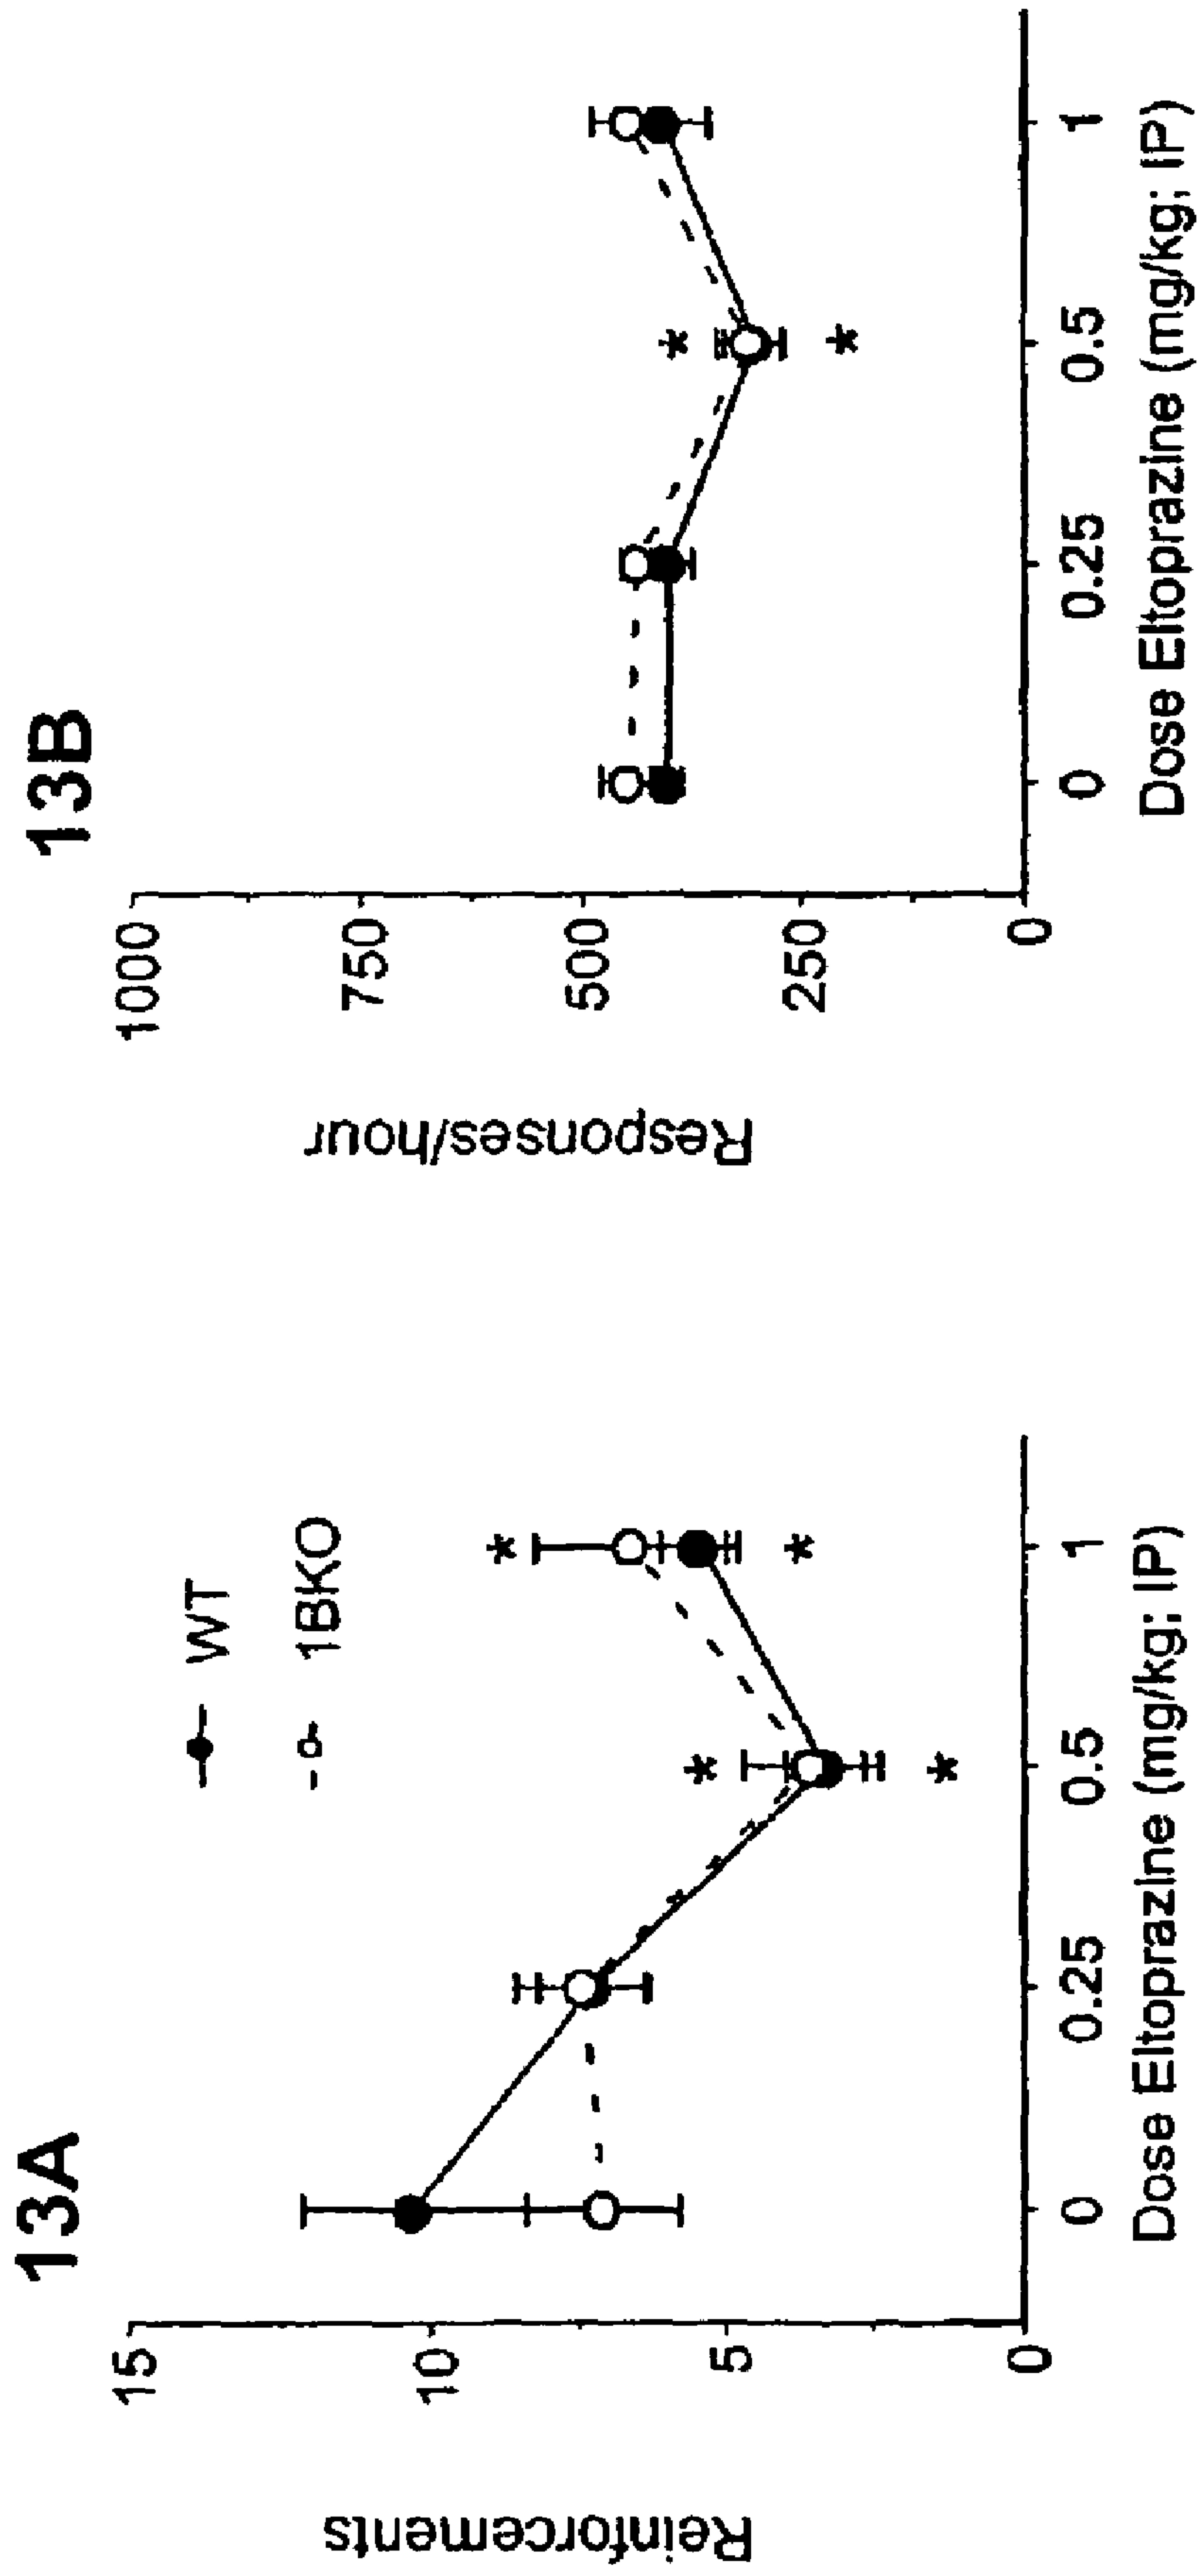 13A
WT
1BKO
Reinforcements
15
10
5
0
0 0.25 0.5 1
*
*
*
*
Dose Eltoprazine (mg/kg; IP)
13B
Responses/hour
1000
750
500
250
0
0 0.25 0.5 1
*
*
Dose Eltoprazine (mg/kg; IP)